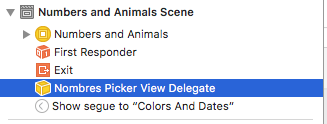 Numbers and Animals Scene
Numbers and Animals
First Responder
Exit
Nombres Picker View Delegate
Show segue to “Colors And Dates”